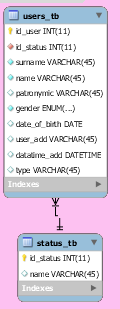 users_tb
id_user INT(11)
id_status INT(11)
surname VARCHAR(45)
name VARCHAR(45)
patronymic VARCHAR(45)
gender ENUM(...)
date_of_birth DATE
user_add VARCHAR(45)
datatime_add DATETIME
type VARCHAR(45)
Indexes
status_tb
id_status INT(11)
name VARCHAR(45)
Indexes